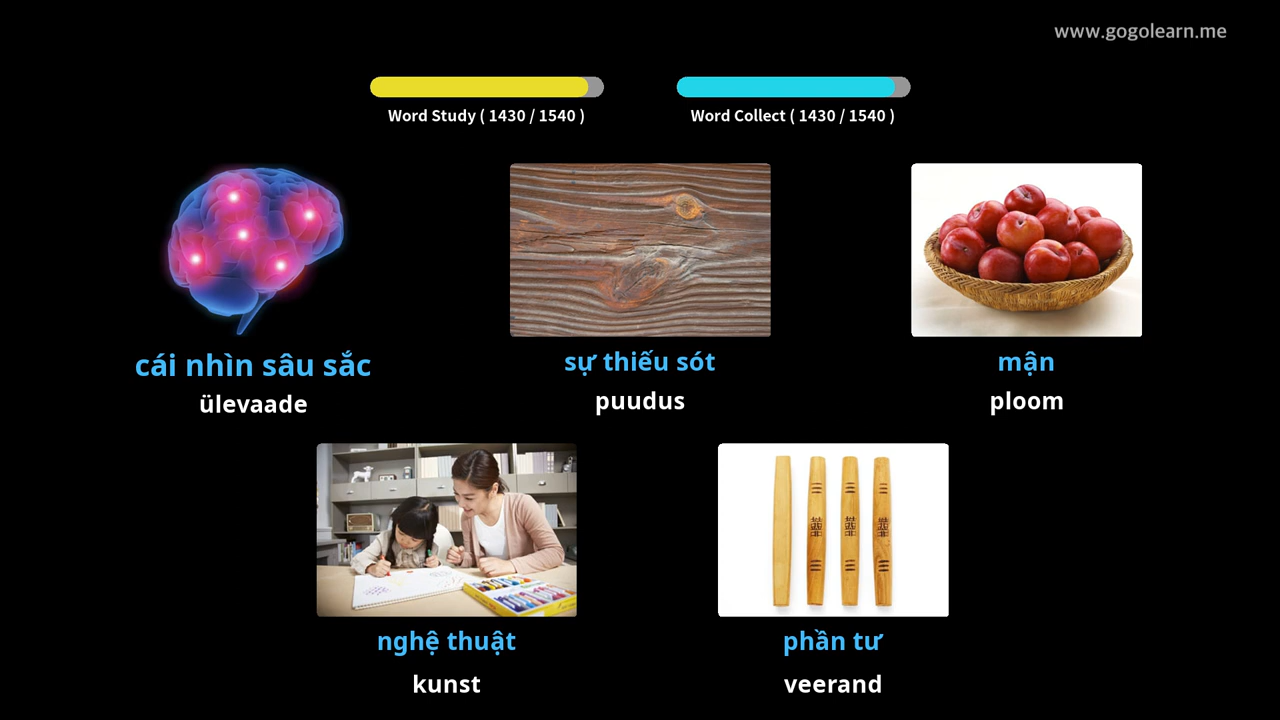 www.gogolearn.me
Word Study ( 1430 / 1540 )
Word Collect ( 1430 / 1540 )
cái nhìn sâu sắc
ülevaade
sự thiếu sót
puudus
mận
ploom
nghệ thuật
kunst
phần tư
veerand